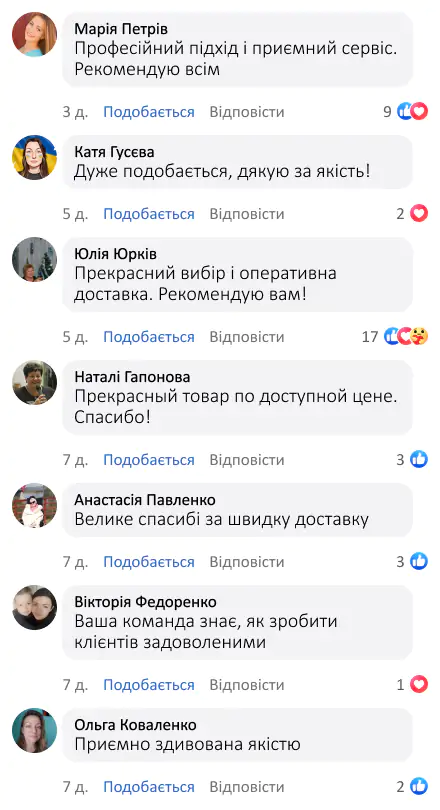 Марія Петрів
Професійний підхід і приємний сервіс.
Рекомендую всім
3 д. Подобається Відповісти 9
Катя Гусєва
Дуже подобається, дякую за якість!
5 д. Подобається Відповісти 2
Юлія Юрків
Прекрасний вибір і оперативна
доставка. Рекомендую вам!
5 д. Подобається Відповісти 17
Наталі Гапонова
Прекрасный товар по доступной цене.
Спасибо!
7 д. Подобається Відповісти 3
Анастасія Павленко
Велике спасибі за швидку доставку
7 д. Подобається Відповісти 3
Вікторія Федоренко
Ваша команда знає, як зробити
клієнтів задоволеними
7 д. Подобається Відповісти 1
Ольга Коваленко
Приємно здивована якістю
7 д. Подобається Відповісти 2